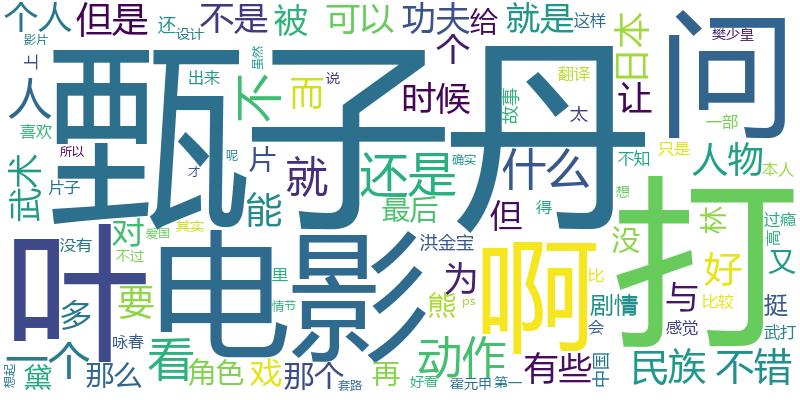 个人
但是
还
设计
不是
被
可以
功夫
给
就是
这样
樊少皇
影片
上
甄子丹
问
人
出来
虽然
不
而
说
个
时候
故事
翻译
太
日本
让
一部
喜欢
武术
所以
片子
才
呢
片
能
就
还是
确实
什么
不知
只是
人物
本人
最后
但
得
想
叶
电影
没有
对
爱国
其实
不过
里
洪金宝
啊
没
林
打
过瘾
高
多
要
情节
熊
ps
为
比
剧情
会
与
感觉
好
比较
又
挺
武打
一个
咏春
看
动作
想起
黛
那么
角色
戏
那个
套路
再
好看
霍元甲
第一
有些
中国
民族
不错